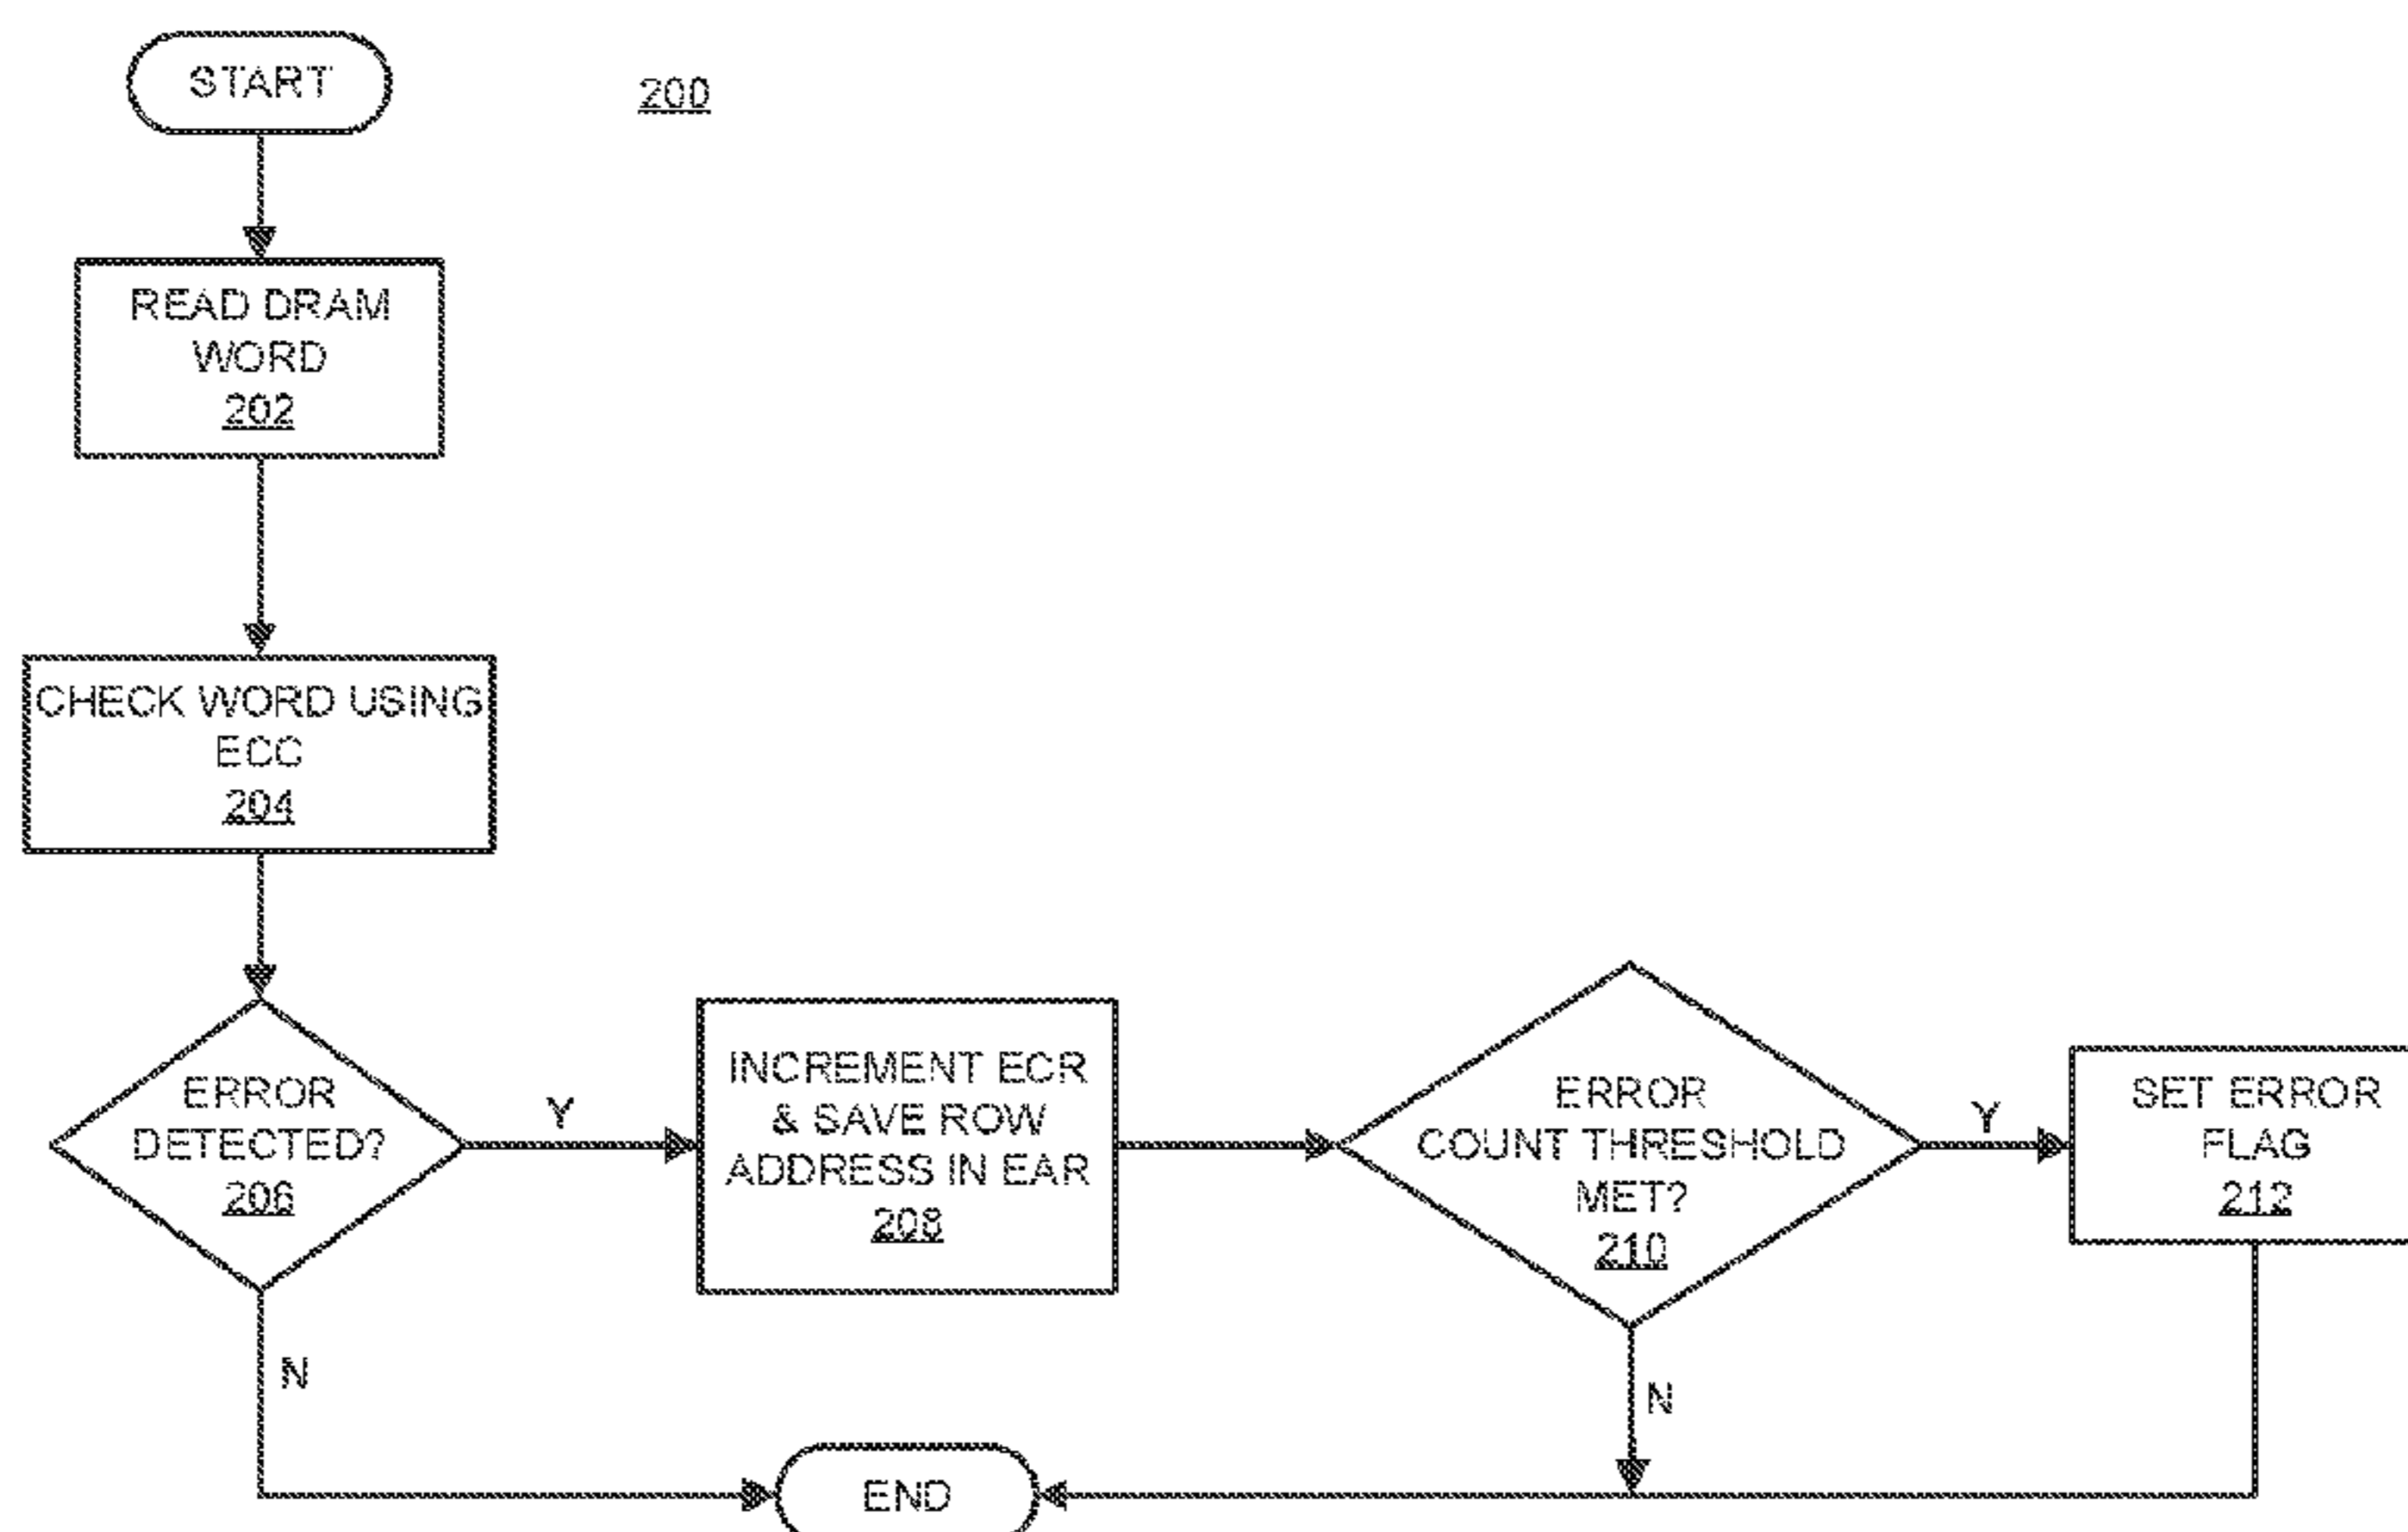 START
200
READ DRAM
WORD
202
CHECK WORD USING
ECC
204
ERROR
DETECTED?
206
Y
N
INCREMENT ECR
& SAVE ROW
ADDRESS IN EAR
208
ERROR
COUNT THRESHOLD
MET?
210
Y
N
SET ERROR
FLAG
212
END